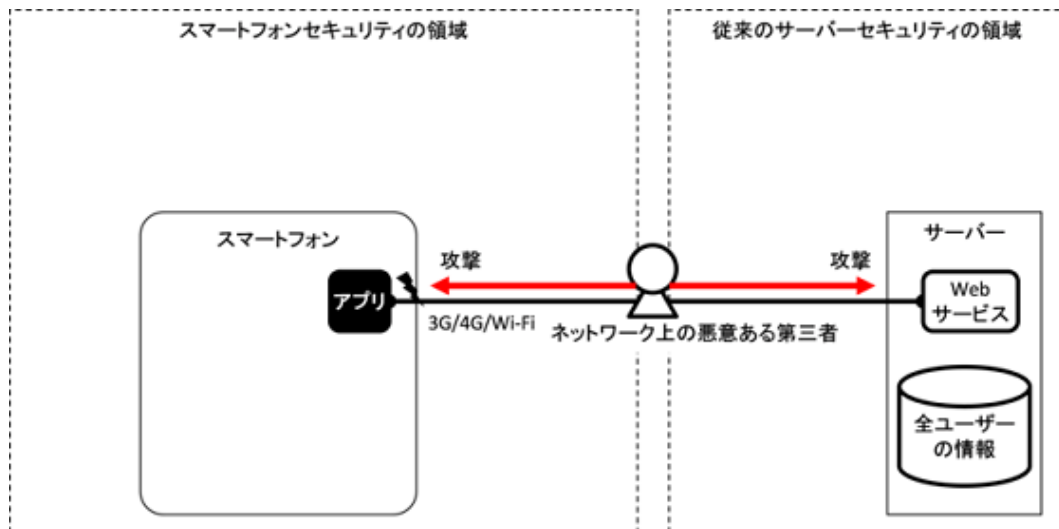 スマートフォンセキュリティの領域
従来のサーバーセキュリティの領域
スマートフォン
サーバー
攻撃
攻撃
アプリ
3G/4G/Wi-Fi
ネットワーク上の悪意ある第三者
Web
サービス
全ユーザー
の情報